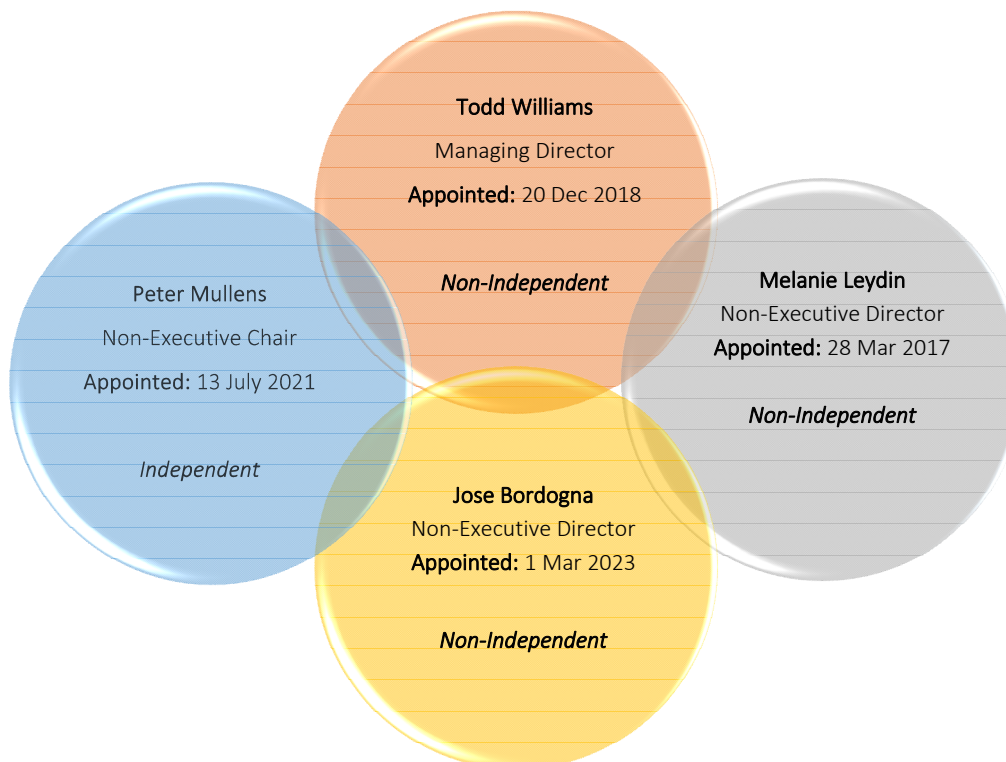 Todd Williams
Managing Director
Appointed: 20 Dec 2018
Non-Independent
Peter Mullens
Non-Executive Chair
Appointed: 13 July 2021
Independent
Melanie Leydin
Non-Executive Director
Appointed: 28 Mar 2017
Non-Independent
Jose Bordogna
Non-Executive Director
Appointed: 1 Mar 2023
Non-Independent